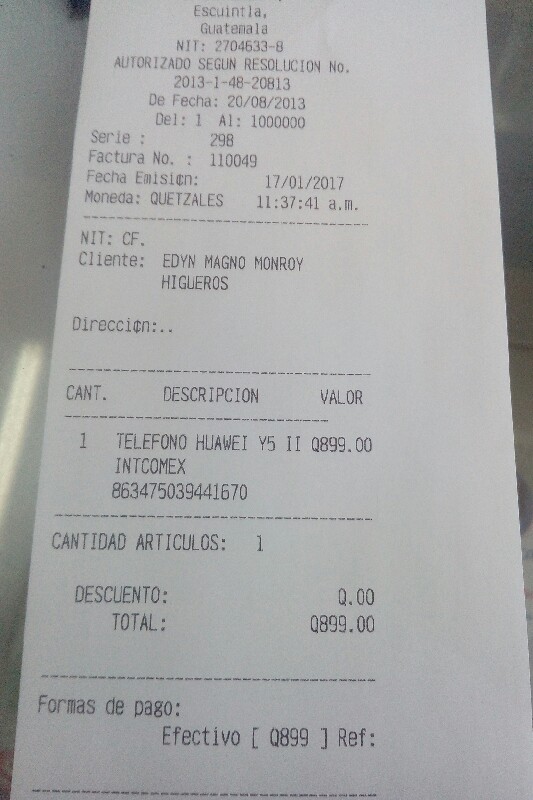 Escuintla,
Guatemala
NIT: 2704633-8
AUTORIZADO SEGUN RESOLUCION No.
2013-1-48-20813
De Fecha: 20/08/2013
Del: 1 Al: 1000000
Serie : 298
Factura No. : 110049
Fecha Emisi¢n: 17/01/2017
Moneda: QUETZALES 11:37:41 a.m.
NIT: CF.
Cliente: EDYN MAGNO MONROY
HIGUEROS
Direcci¢n:..
CANT. DESCRIPCION VALOR
1 TELEFONO HUAWEI Y5 II Q899.00
INTCOMEX
863475039441670
CANTIDAD ARTICULOS: 1
DESCUENTO: Q.00
TOTAL: Q899.00
Formas de pago:
Efectivo [ Q899 ] Ref: